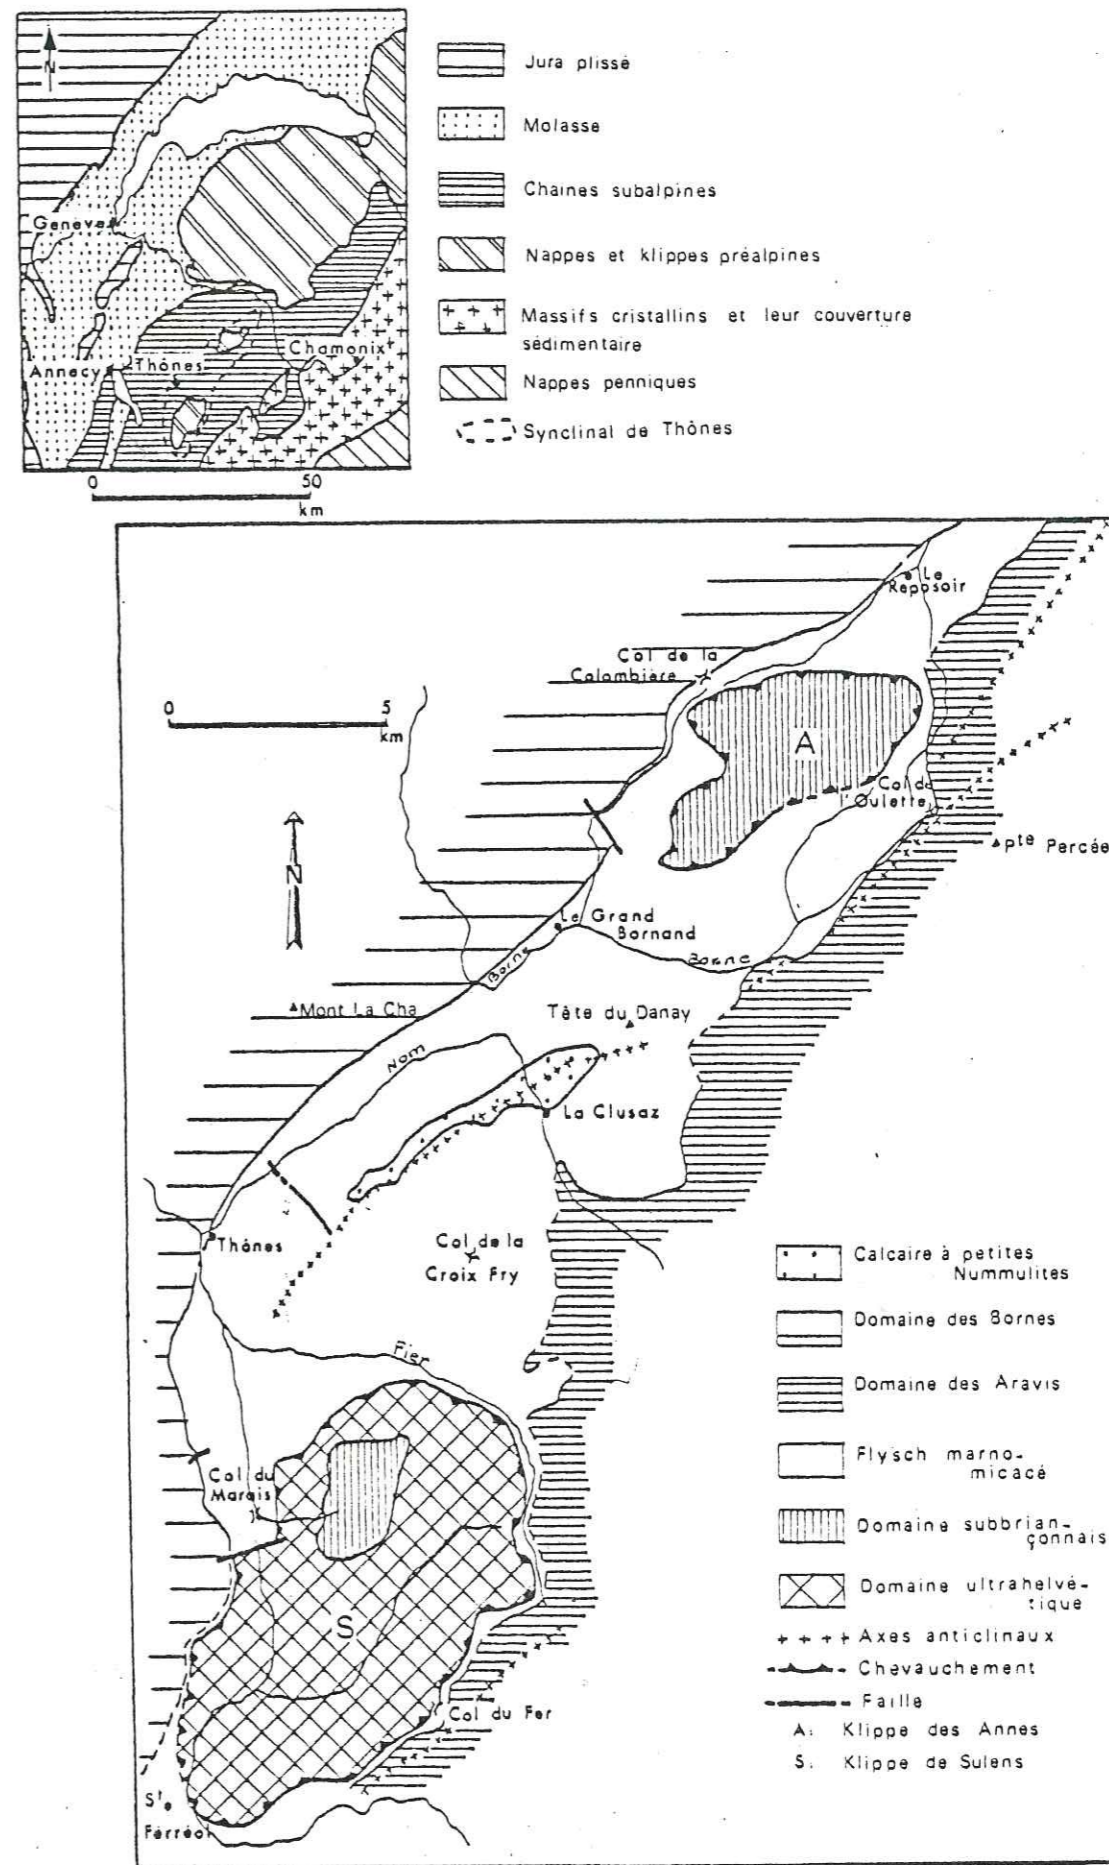 N
Geneve
Annecy
Thônes
Chamonix
0 50
km
Jura plissé
Molasse
Chaines subalpines
Nappes et klippes préalpines
Massifs cristallins et leur couverture
sédimentaire
Nappes penniques
Synclinal de Thônes
Le
Reposoir
Col de la
Colombière
0 5
km
A
Col de
l'Oulette
Pte Percée
N
Le Grand
Bornand
Borne
Borne
Mont La Cha
Tête du Danay
Nom
La Clusaz
Thônes
Col de la
Croix Fry
Fier
Col du
Marais
S
Col du Fer
Ste
Férréol
Calcaire à petites
Nummulites
Domaine des Bornes
Domaine des Aravis
Flysch marno-
micacé
Domaine subbrian-
çonnais
Domaine ultrahelvé-
tique
Axes anticlinaux
Chevauchement
Faille
A: Klippe des Annes
S. Klippe de Sulens